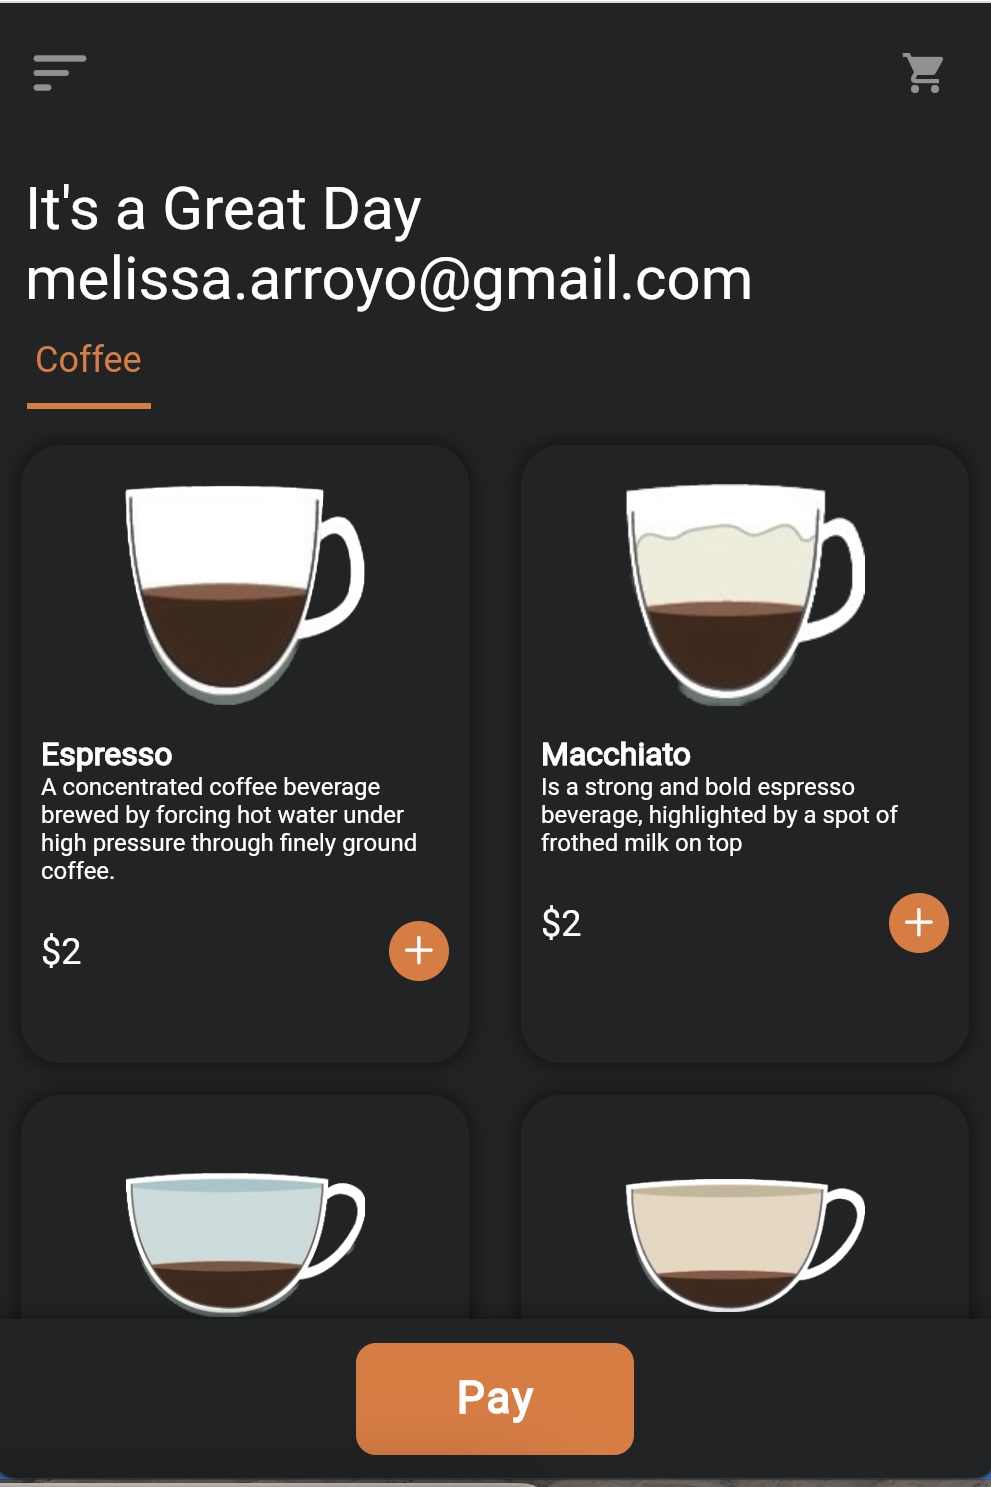 It's a Great Day
melissa.arroyo@gmail.com
Coffee
Espresso
A concentrated coffee beverage
brewed by forcing hot water under
high pressure through finely ground
coffee.
$2
Macchiato
Is a strong and bold espresso
beverage, highlighted by a spot of
frothed milk on top
$2
Pay